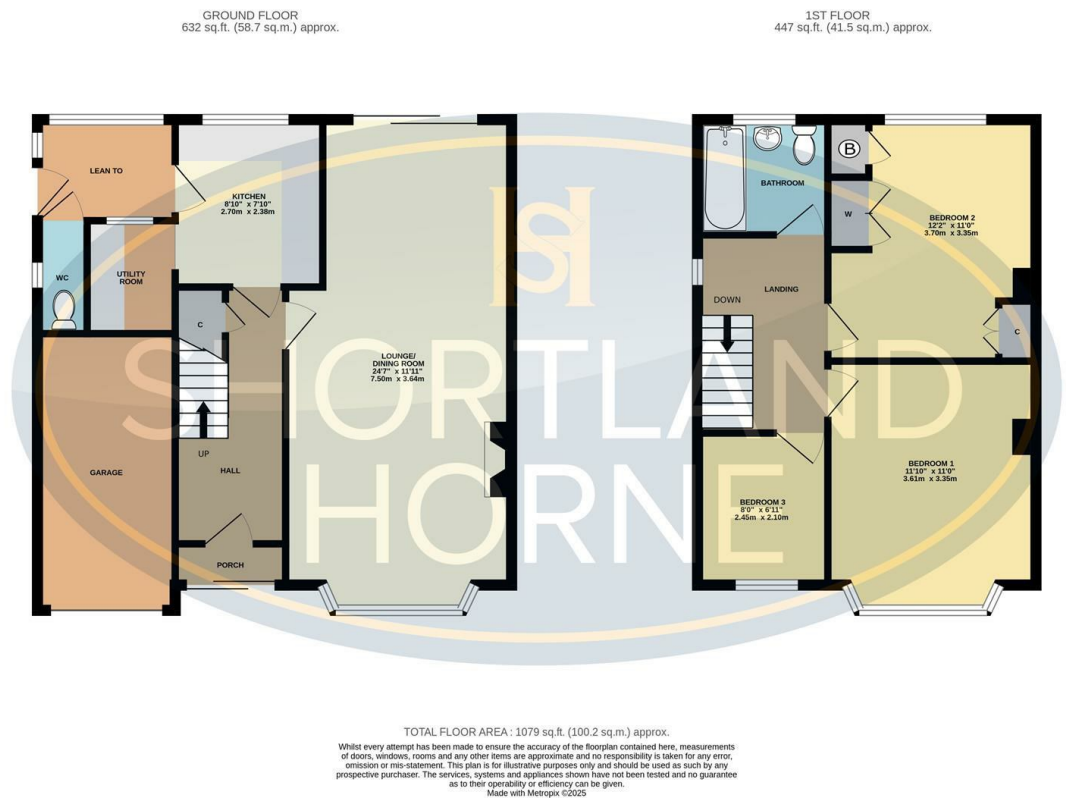 GROUND FLOOR
632 sq.ft. (58.7 sq.m.) approx.
1ST FLOOR
447 sq.ft. (41.5 sq.m.) approx.
LEAN TO
KITCHEN
8'10" x 7'10"
2.70m x 2.38m
WC
UTILITY
ROOM
C
LOUNGE/
DINING ROOM
24'7" x 11'11"
7.50m x 3.64m
GARAGE
UP
HALL
PORCH
BATHROOM
B
W
BEDROOM 2
12'2" x 11'0"
3.70m x 3.35m
LANDING
DOWN
C
BEDROOM 1
11'10" x 11'0"
3.61m x 3.35m
BEDROOM 3
8'0" x 6'11"
2.45m x 2.10m
SH
SHORTLAND
HORNE
TOTAL FLOOR AREA : 1079 sq.ft. (100.2 sq.m.) approx.
Whilst every attempt has been made to ensure the accuracy of the floorplan contained here, measurements
of doors, windows, rooms and any other items are approximate and no responsibility is taken for any error,
omission or mis-statement. This plan is for illustrative purposes only and should be used as such by any
prospective purchaser. The services, systems and appliances shown have not been tested and no guarantee
as to their operability or efficiency can be given.
Made with Metropix ©2025